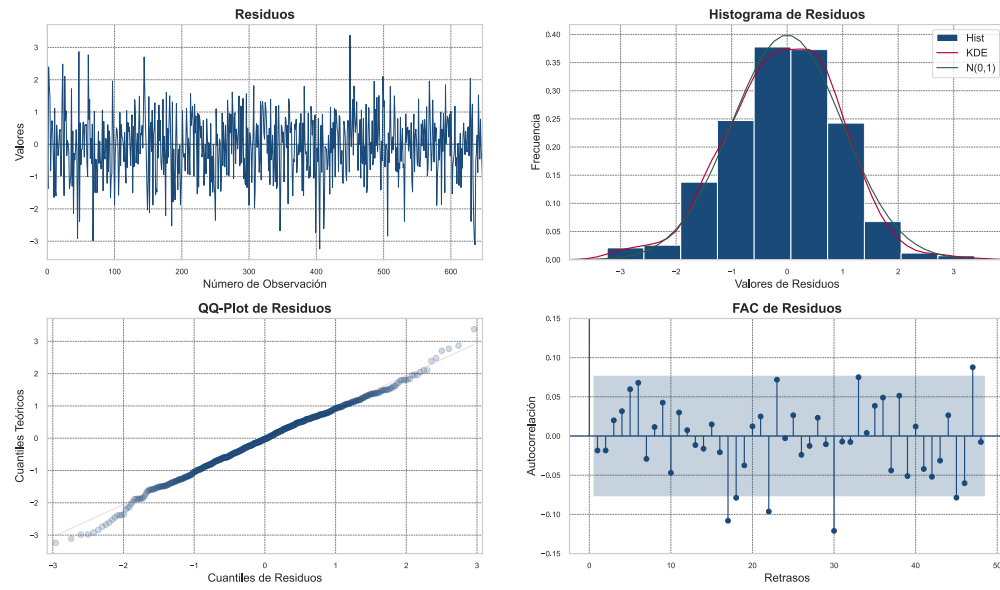 Residuos
Valores
3
2
1
0
−1
−2
−3
0 100 200 300 400 500 600
Número de Observación
Histograma de Residuos
Hist
KDE
N(0,1)
Frecuencia
0.40
0.35
0.30
0.25
0.20
0.15
0.10
0.05
0.00
−3 −2 −1 0 1 2 3
Valores de Residuos
QQ-Plot de Residuos
Cuantiles Teóricos
3
2
1
0
−1
−2
−3
−3 −2 −1 0 1 2 3
Cuantiles de Residuos
FAC de Residuos
Autocorrelación
0.15
0.10
0.05
0.00
−0.05
−0.10
−0.15
0 10 20 30 40 50
Retrasos